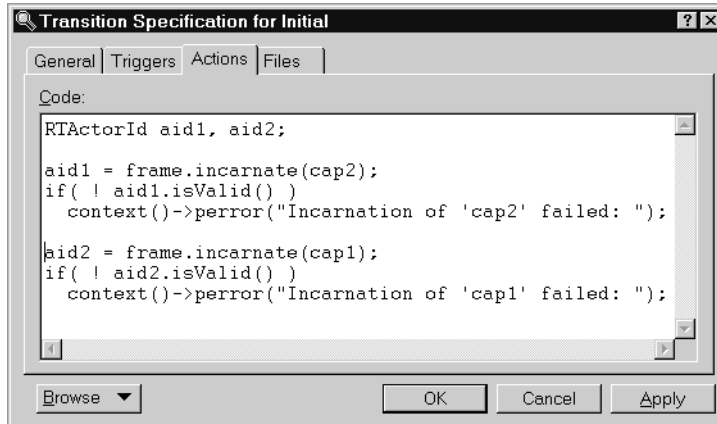 Transition Specification for Initial
General Triggers Actions Files
Code:
RTActorId aid1, aid2;
aid1 = frame.incarnate(cap2);
if( ! aid1.isValid() )
context()->perror("Incarnation of 'cap2' failed: ");
aid2 = frame.incarnate(cap1);
if( ! aid2.isValid() )
context()->perror("Incarnation of 'cap1' failed: ");
Browse OK Cancel Apply